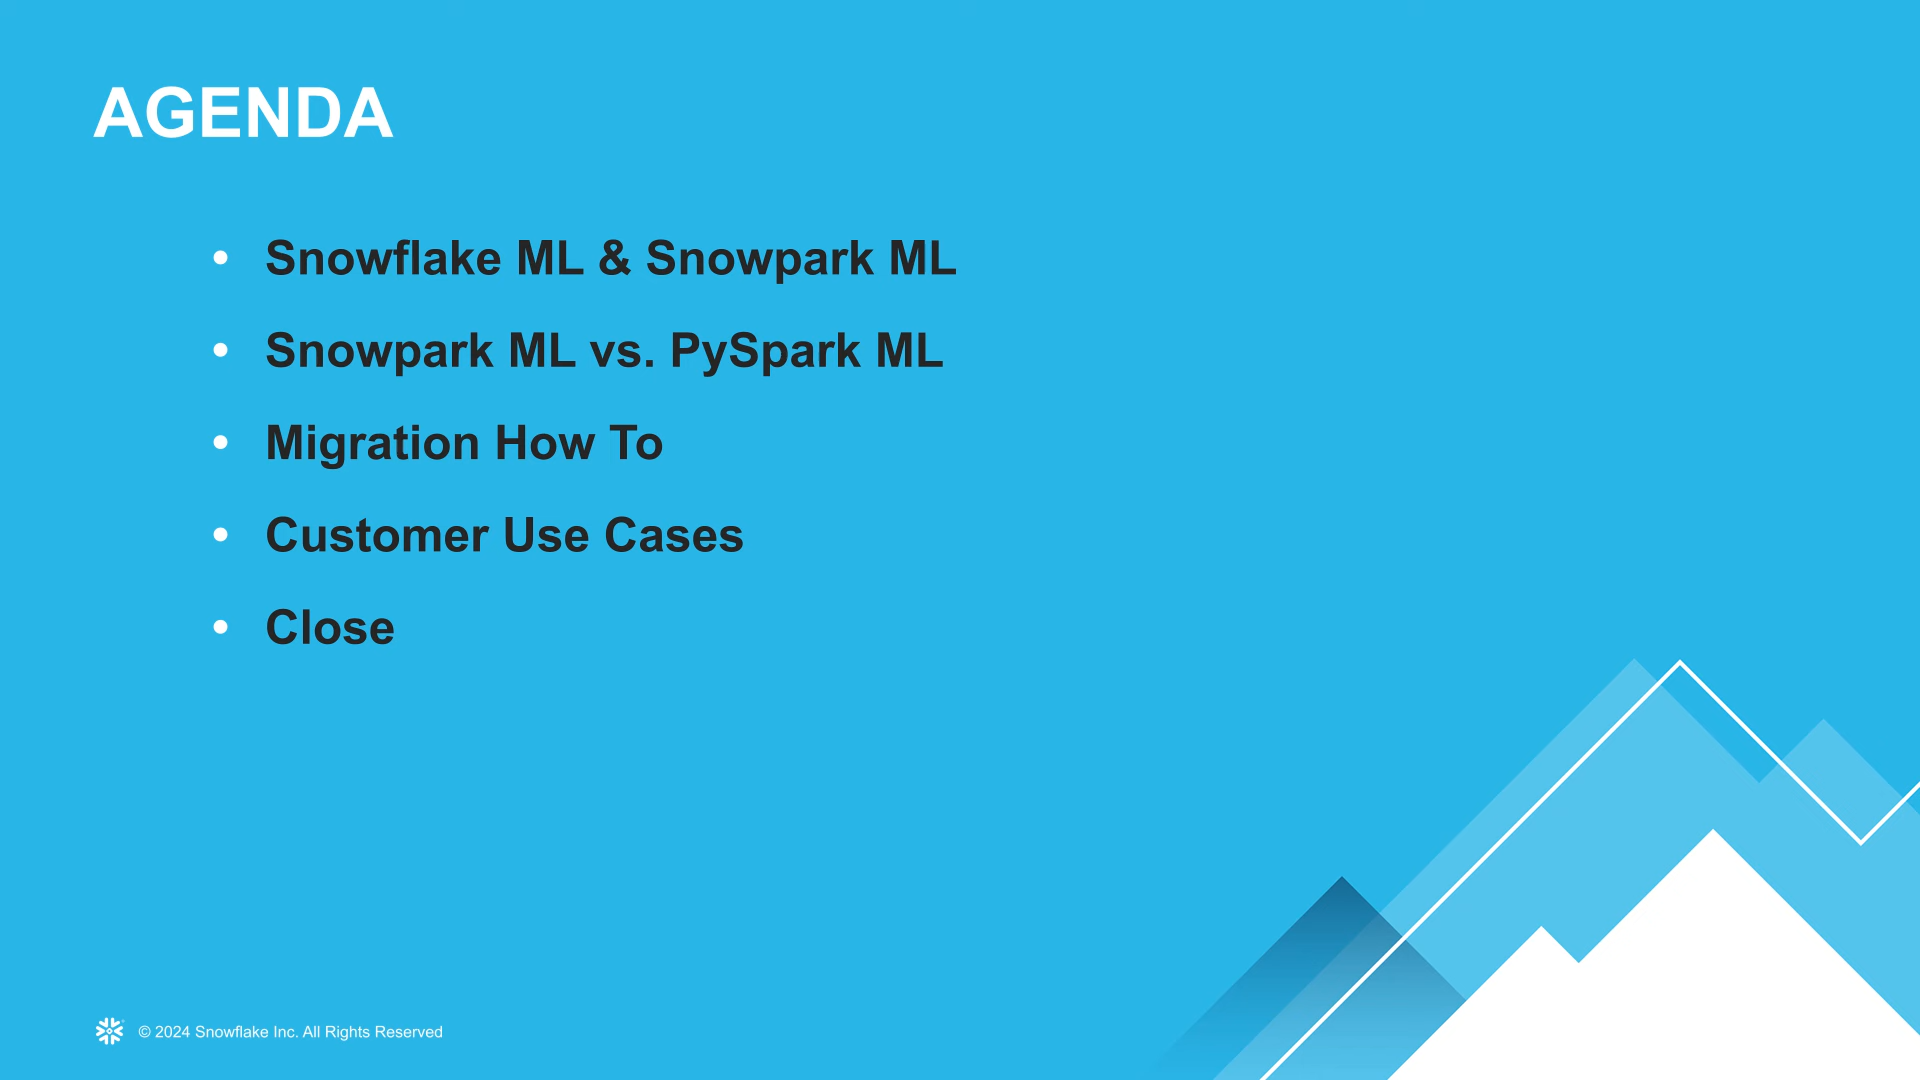 AGENDA
• Snowflake ML & Snowpark ML
• Snowpark ML vs. PySpark ML
• Migration How To
• Customer Use Cases
• Close
© 2024 Snowflake Inc. All Rights Reserved